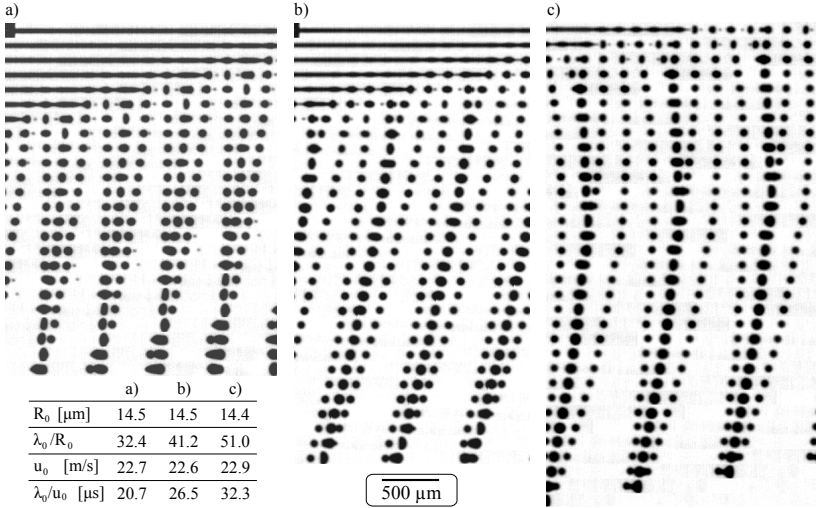 a)
b)
c)
a) b) c)
R₀ [µm] 14.5 14.5 14.4
λ₀/R₀ 32.4 41.2 51.0
u₀ [m/s] 22.7 22.6 22.9
λ₀/u₀ [µs] 20.7 26.5 32.3
500 µm